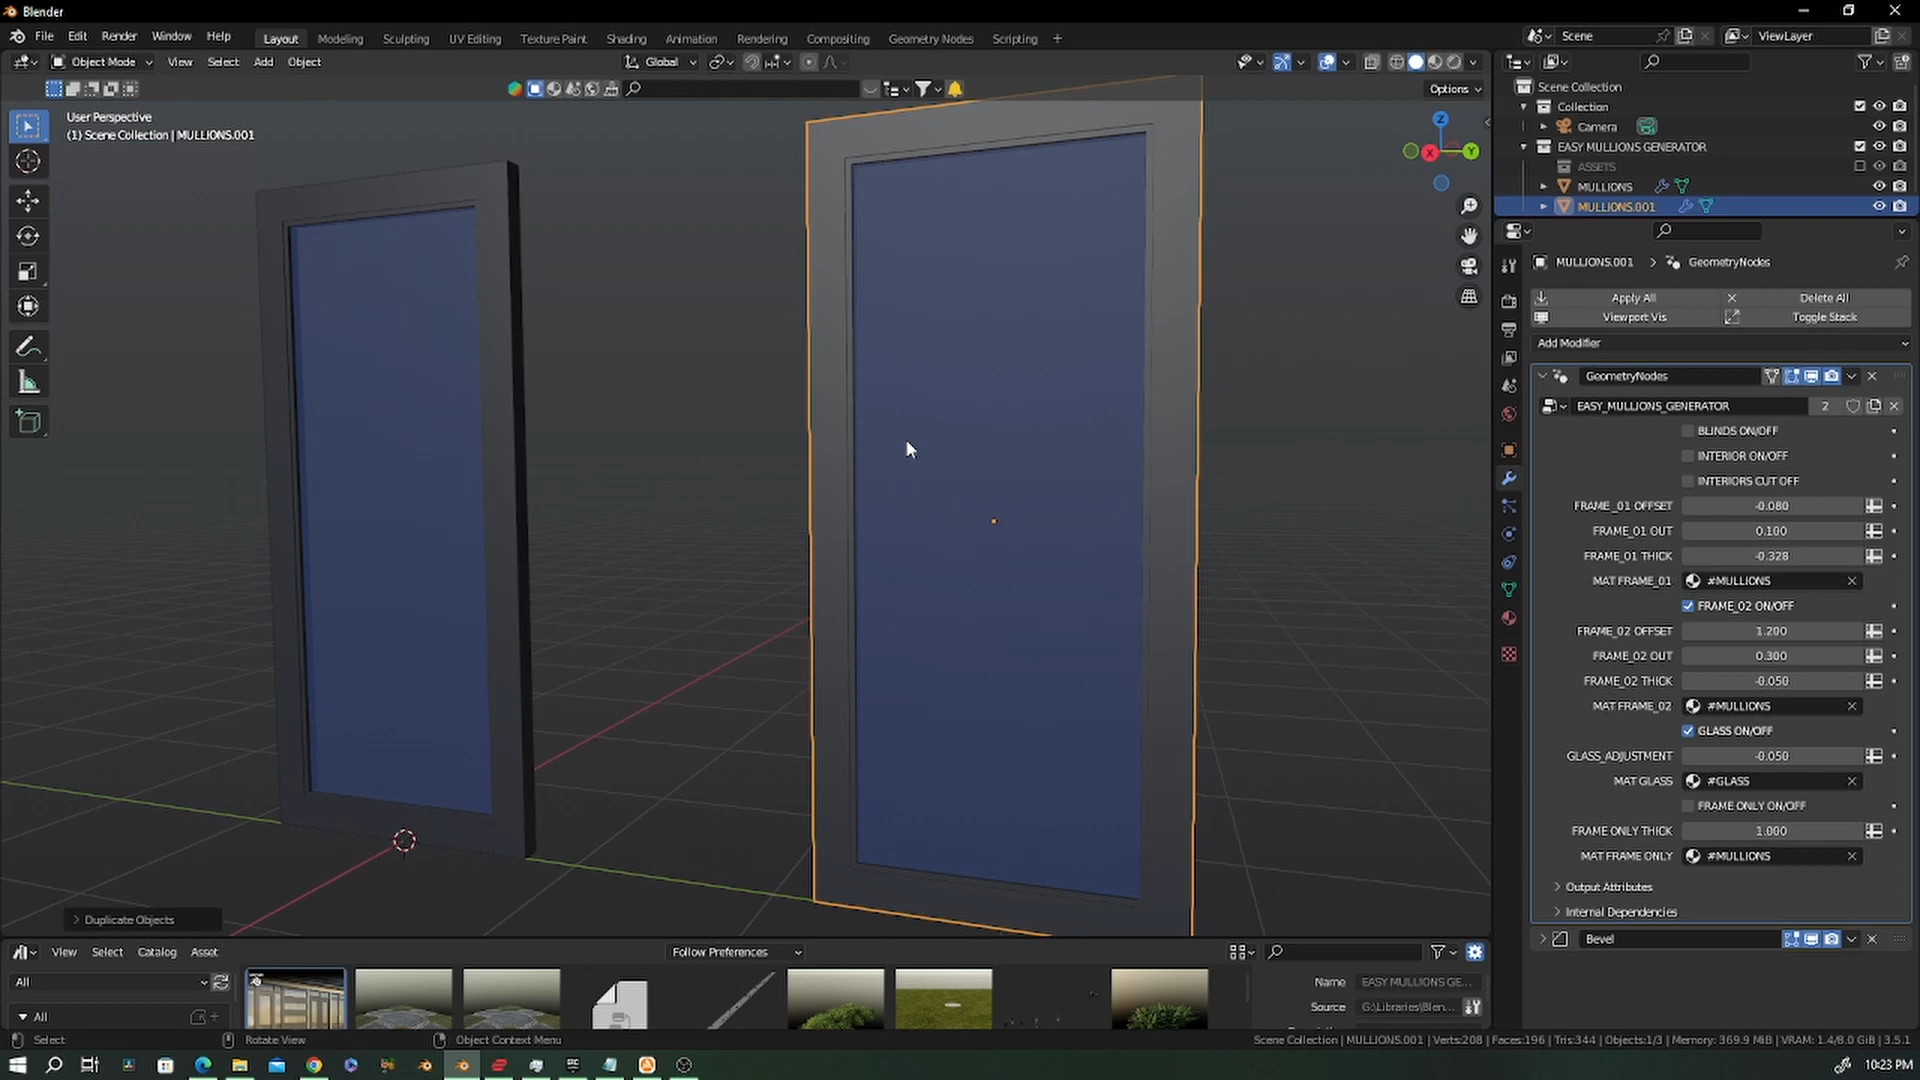 Blender
File Edit Render Window Help
Layout Modeling Sculpting UV Editing Texture Paint Shading Animation Rendering Compositing Geometry Nodes Scripting +
Scene
ViewLayer
Object Mode View Select Add Object
Global
Options
User Perspective
(1) Scene Collection | MULLIONS.001
Z
X
Y
Duplicate Objects
Scene Collection
Collection
Camera
EASY MULLIONS GENERATOR
ASSETS
MULLIONS
MULLIONS.001
MULLIONS.001 > GeometryNodes
Apply All Delete All
Viewport Vis Toggle Stack
Add Modifier
GeometryNodes
EASY_MULLIONS_GENERATOR 2
BLINDS ON/OFF
INTERIOR ON/OFF
INTERIORS CUT OFF
FRAME_01 OFFSET -0.080
FRAME_01 OUT 0.100
FRAME_01 THICK -0.328
MAT FRAME_01 #MULLIONS
FRAME_02 ON/OFF
FRAME_02 OFFSET 1.200
FRAME_02 OUT 0.300
FRAME_02 THICK -0.050
MAT FRAME_02 #MULLIONS
GLASS ON/OFF
GLASS_ADJUSTMENT -0.050
MAT GLASS #GLASS
FRAME ONLY ON/OFF
FRAME ONLY THICK 1.000
MAT FRAME ONLY #MULLIONS
Output Attributes
Internal Dependencies
Bevel
View Select Catalog Asset
Follow Preferences
All
All
Name EASY MULLIONS GE...
Source G:\Libraries\Blen...
Select Rotate View Object Context Menu
Scene Collection | MULLIONS.001 | Verts:208 | Faces:196 | Tris:344 | Objects:1/3 | Memory: 369.9 MiB | VRAM: 1.4/8.0 GiB | 3.5.1
10:23 PM